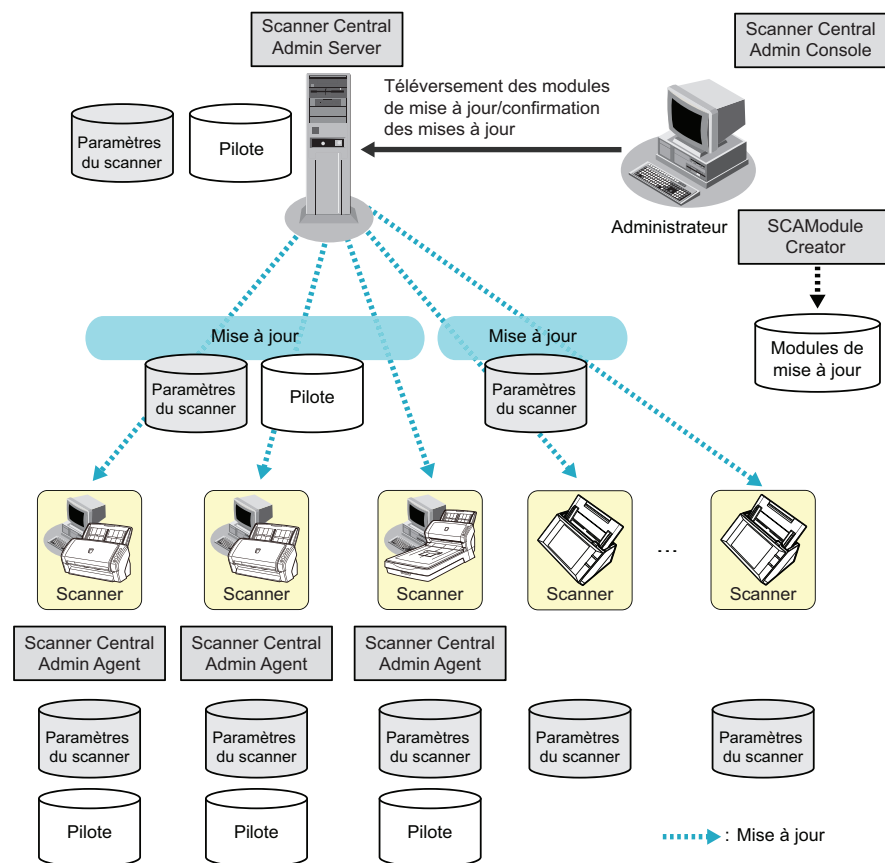 Scanner Central
Admin Server
Scanner Central
Admin Console
Téléversement des modules
de mise à jour/confirmation
des mises à jour
Paramètres
du scanner
Pilote
Administrateur
SCAModule
Creator
Modules de
mise à jour
Mise à jour
Mise à jour
Paramètres
du scanner
Pilote
Paramètres
du scanner
Scanner
Scanner
Scanner
Scanner
...
Scanner
Scanner Central
Admin Agent
Scanner Central
Admin Agent
Scanner Central
Admin Agent
Paramètres
du scanner
Paramètres
du scanner
Paramètres
du scanner
Paramètres
du scanner
Paramètres
du scanner
Pilote
Pilote
Pilote
: Mise à jour